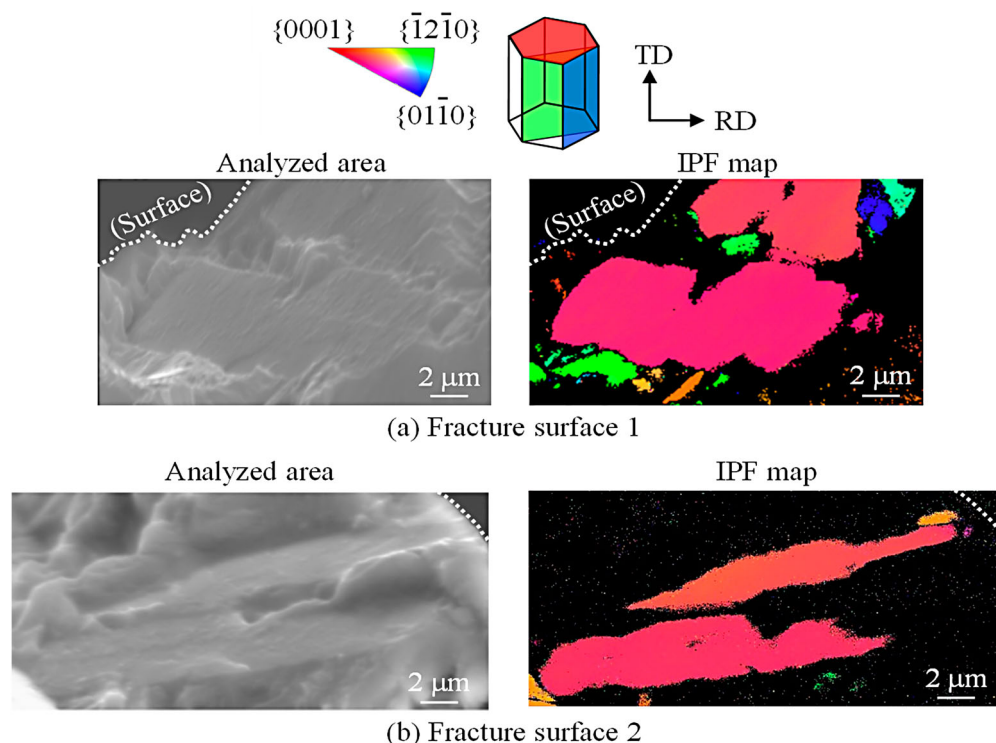 {0001} {1̄21̄0}
{011̄0}
TD
RD
Analyzed area IPF map
(Surface) (Surface)
2 μm 2 μm
(a) Fracture surface 1
Analyzed area IPF map
2 μm 2 μm
(b) Fracture surface 2